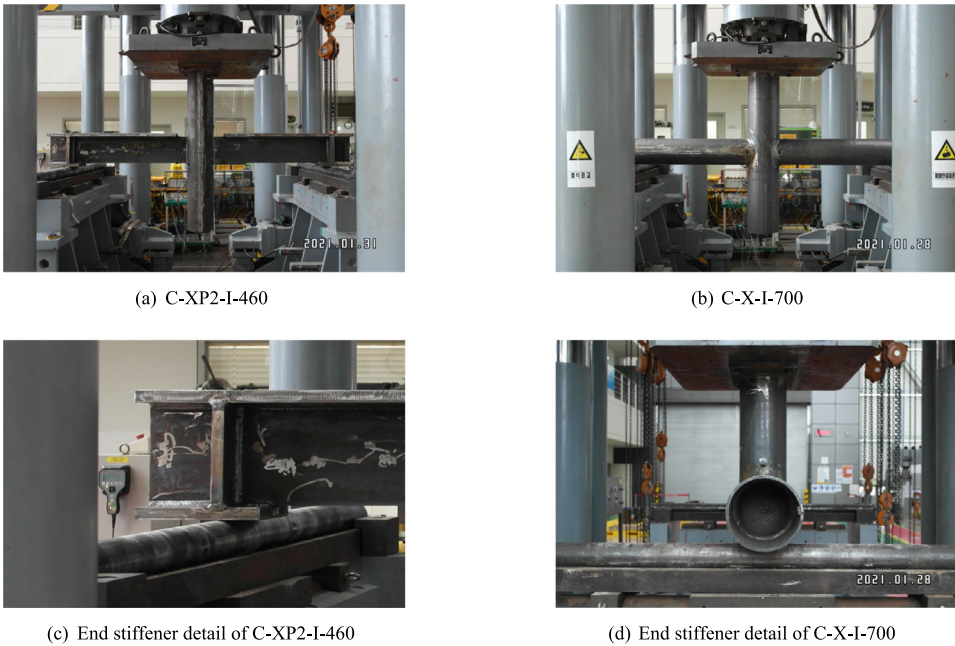 2021.01.31
2021.01.28
(a) C-XP2-I-460
(b) C-X-I-700
2021.01.28
(c) End stiffener detail of C-XP2-I-460
(d) End stiffener detail of C-X-I-700